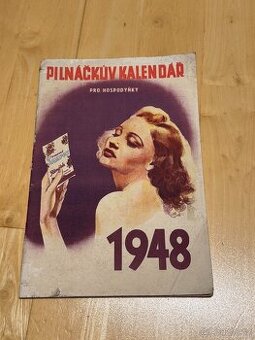 PILNÁČKŮV KALENDÁŘ
PRO HOSPODYŇKY
1948